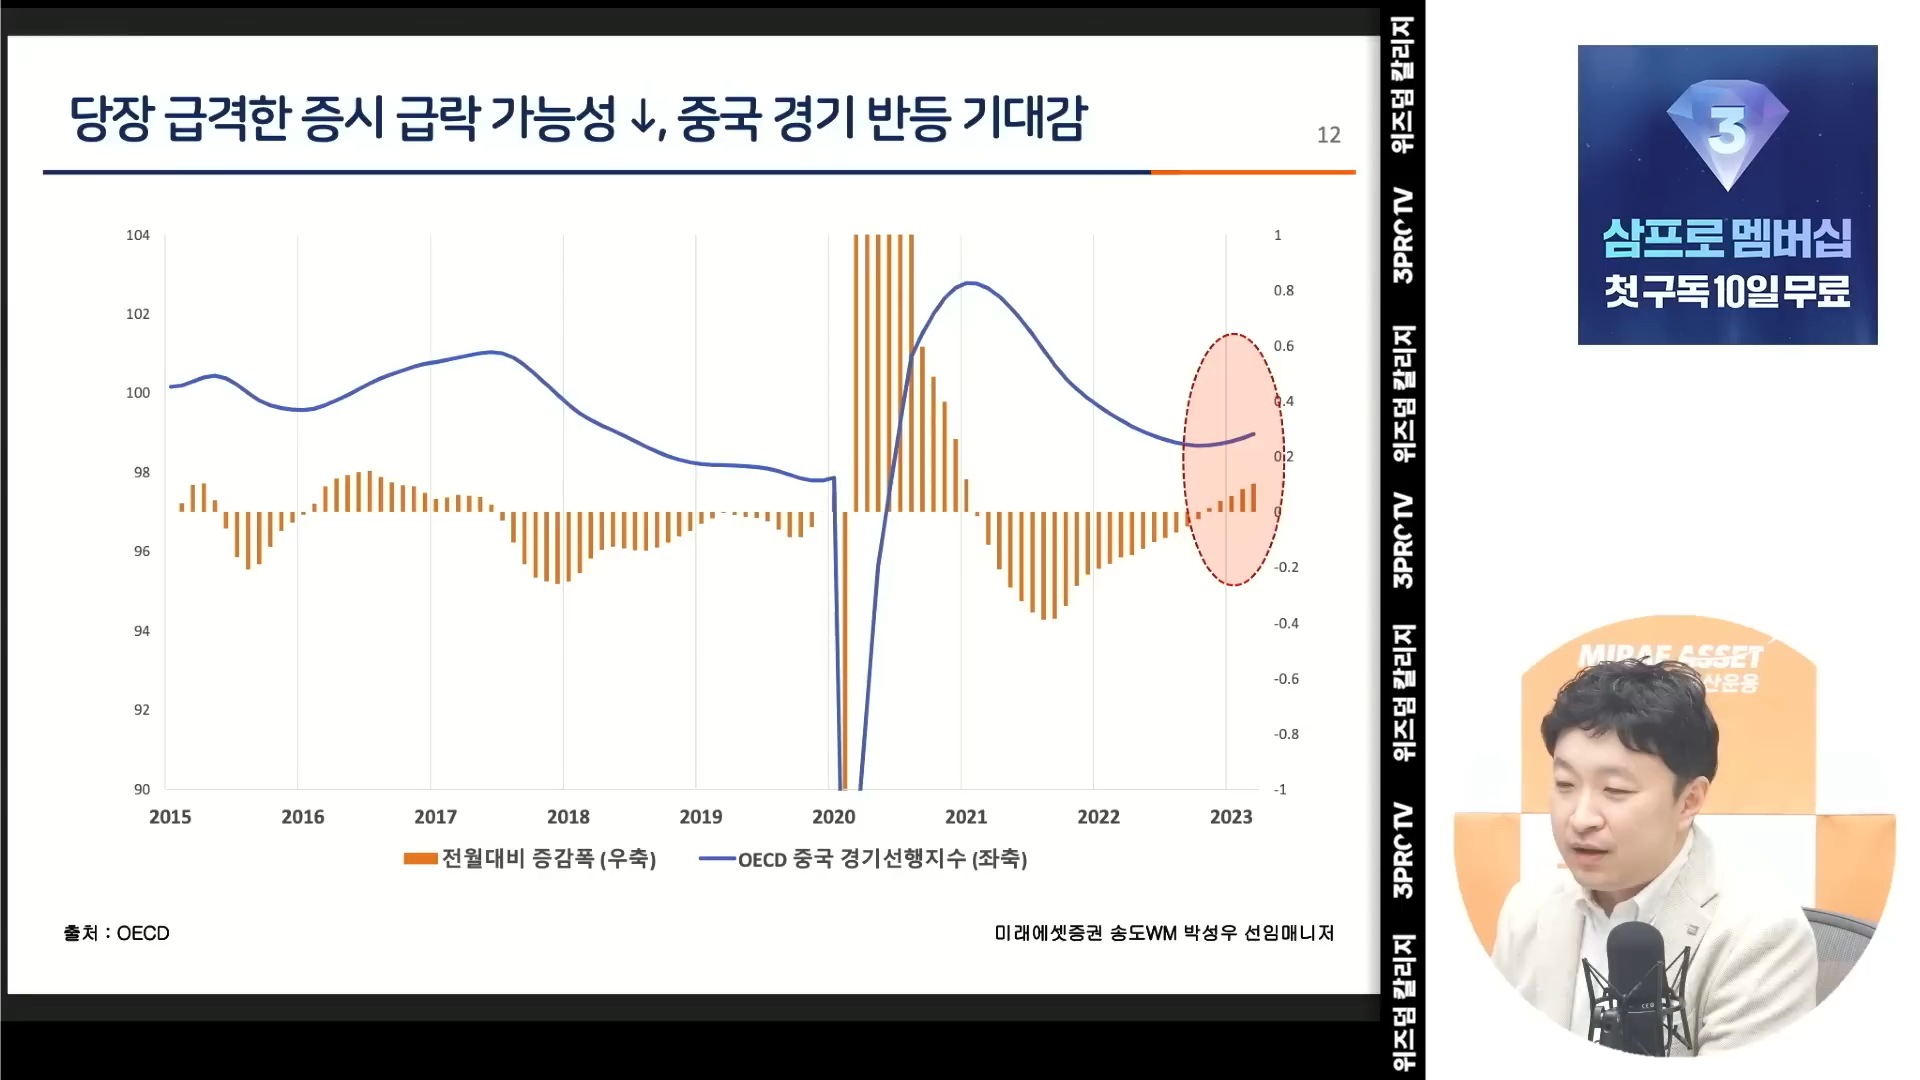 당장 급격한 증시 급락 가능성 ↓, 중국 경기 반등 기대감
12
104
102
100
98
96
94
92
90
1
0.8
0.6
0.4
0.2
0
-0.2
-0.4
-0.6
-0.8
-1
2015 2016 2017 2018 2019 2020 2021 2022 2023
전월대비 증감폭 (우축) OECD 중국 경기선행지수 (좌축)
출처 : OECD
미래에셋증권 송도WM 박성우 선임매니저
위즈덤 칼리지
3PROTV
위즈덤 칼리지
3PROTV
위즈덤 칼리지
3PROTV
위즈덤 칼리지
3
삼프로 멤버십
첫 구독 10일 무료
MIRAE ASSET
산운용